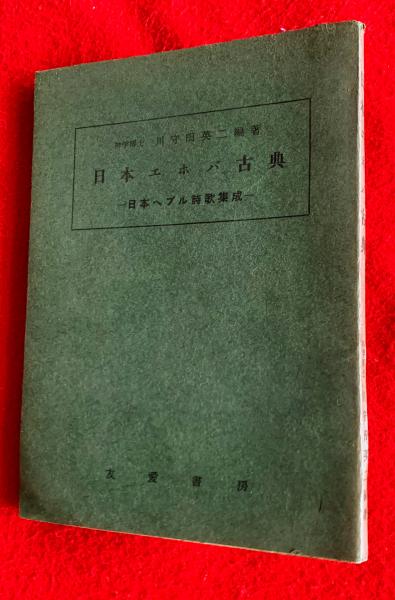 神学博士 川守田英二編著
日本エホバ古典
—日本ヘブル詩歌集成—
友愛書房